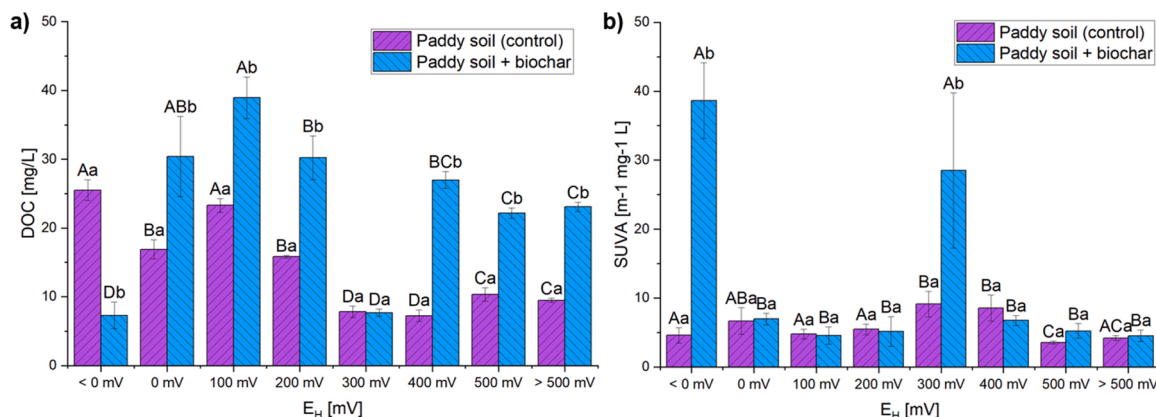 a)
50
40
30
20
10
0
DOC [mg/L]
Paddy soil (control)
Paddy soil + biochar
Aa
Db
Ba
ABb
Aa
Ab
Ba
Bb
Da
Da
Da
BCb
Ca
Cb
Ca
Cb
< 0 mV 0 mV 100 mV 200 mV 300 mV 400 mV 500 mV > 500 mV
EH [mV]
b)
50
40
30
20
10
0
SUVA [m-1 mg-1 L]
Paddy soil (control)
Paddy soil + biochar
Aa
Ab
ABa
Ba
Aa
Ba
Aa
Ba
Ba
Ab
Ba
Ba
Ca
Ba
ACa
Ba
< 0 mV 0 mV 100 mV 200 mV 300 mV 400 mV 500 mV > 500 mV
EH [mV]